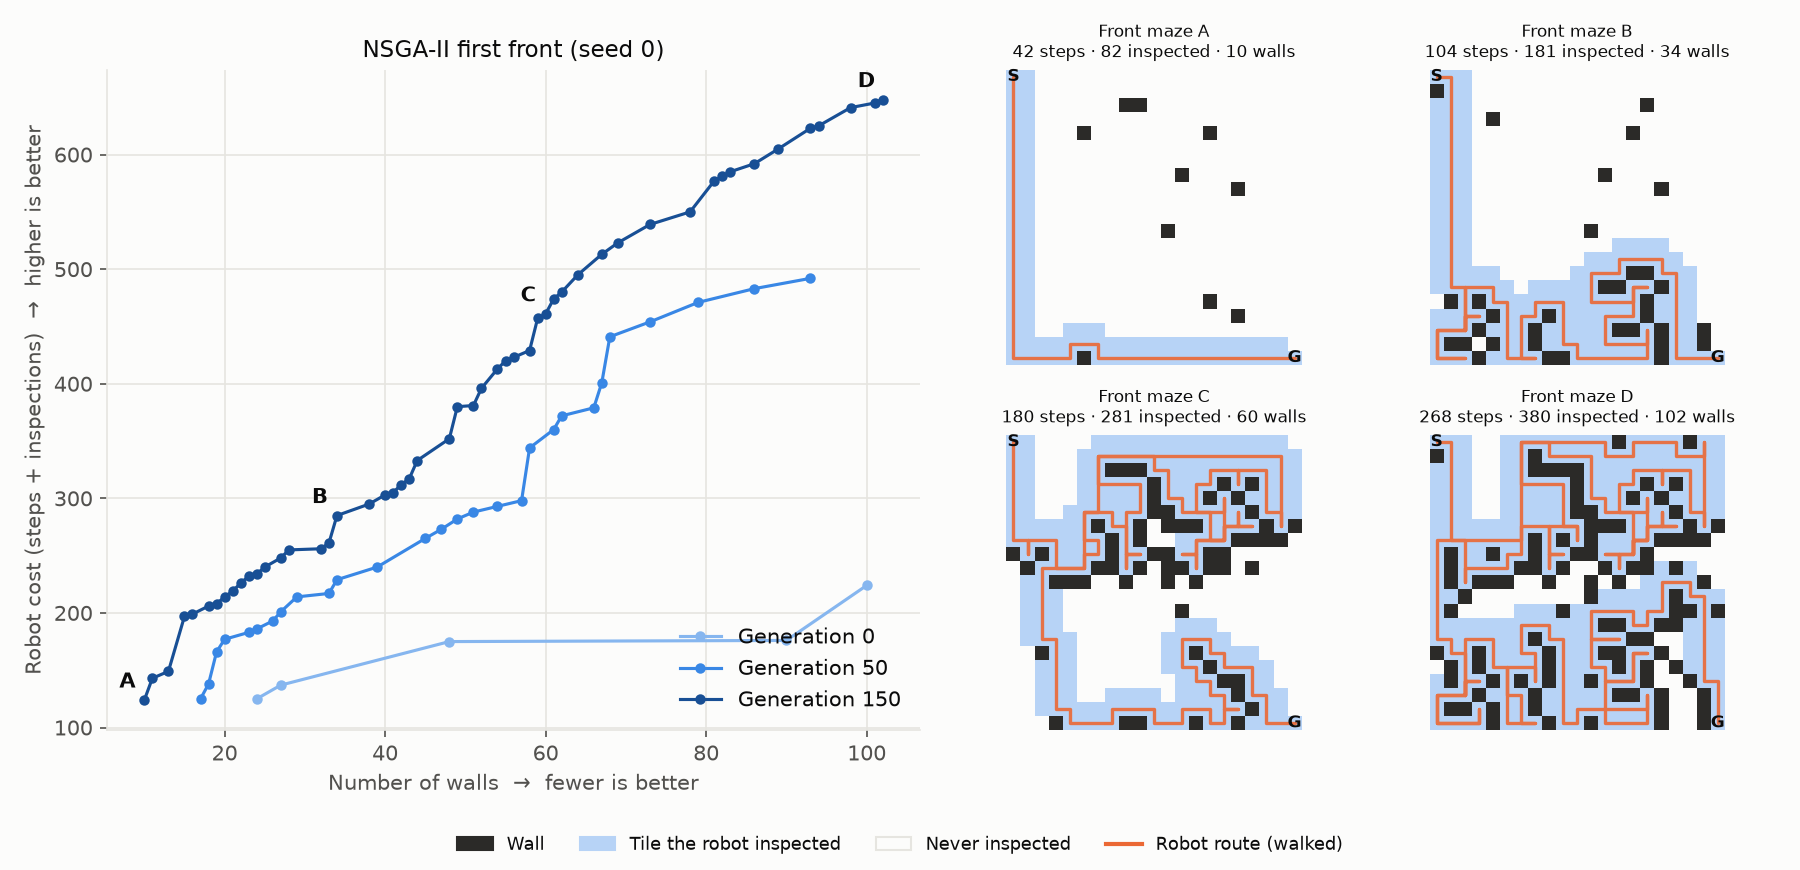 NSGA-II first front (seed 0)
Robot cost (steps + inspections) → higher is better
600
500
400
300
200
100
20
40
60
80
100
Number of walls → fewer is better
A
B
C
D
Generation 0
Generation 50
Generation 150
Front maze A
42 steps · 82 inspected · 10 walls
S
G
Front maze B
104 steps · 181 inspected · 34 walls
S
G
Front maze C
180 steps · 281 inspected · 60 walls
S
G
Front maze D
268 steps · 380 inspected · 102 walls
S
G
Wall
Tile the robot inspected
Never inspected
Robot route (walked)